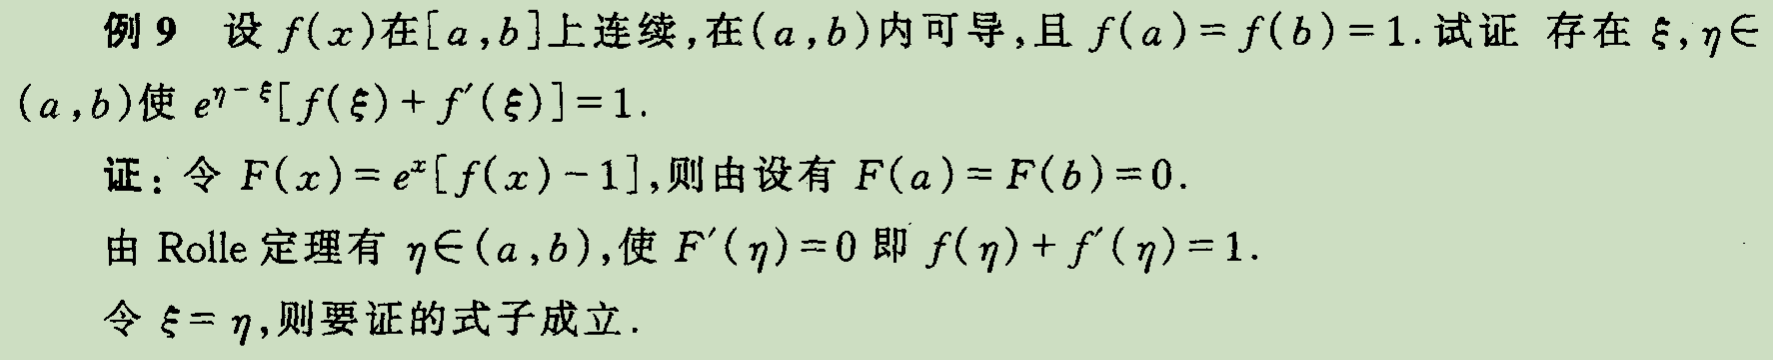 例 9 设 f(x)在[a,b]上连续,在(a,b)内可导,且 f(a)=f(b)=1.试证 存在 ξ,η∈
(a,b)使 e^{η-ξ}[f(ξ)+f′(ξ)]=1.
证: 令 F(x)=e^x[f(x)-1],则由设有 F(a)=F(b)=0.
由 Rolle 定理有 η∈(a,b),使 F′(η)=0 即 f(η)+f′(η)=1.
令 ξ=η,则要证的式子成立.